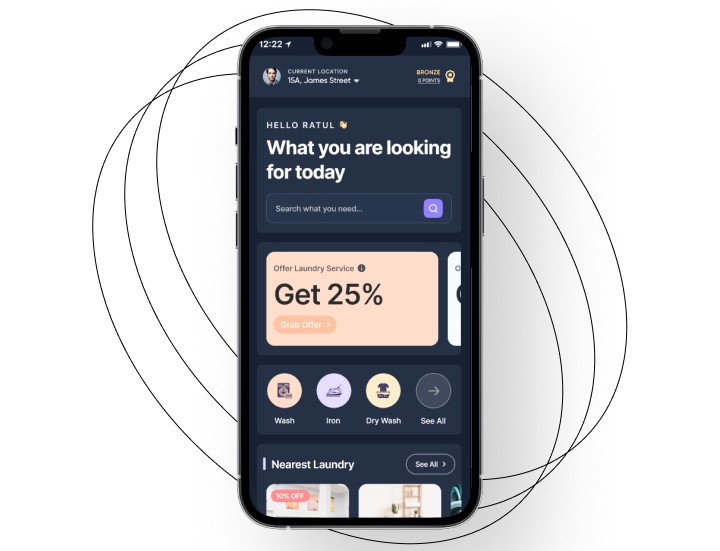 12:22
CURRENT LOCATION
15A, James Street
BRONZE
0 POINTS
HELLO RATUL 👋
What you are looking
for today
Search what you need...
Offer Laundry Service
Get 25%
Grab Offer >
Wash
Iron
Dry Wash
See All
Nearest Laundry
See All >
10% OFF